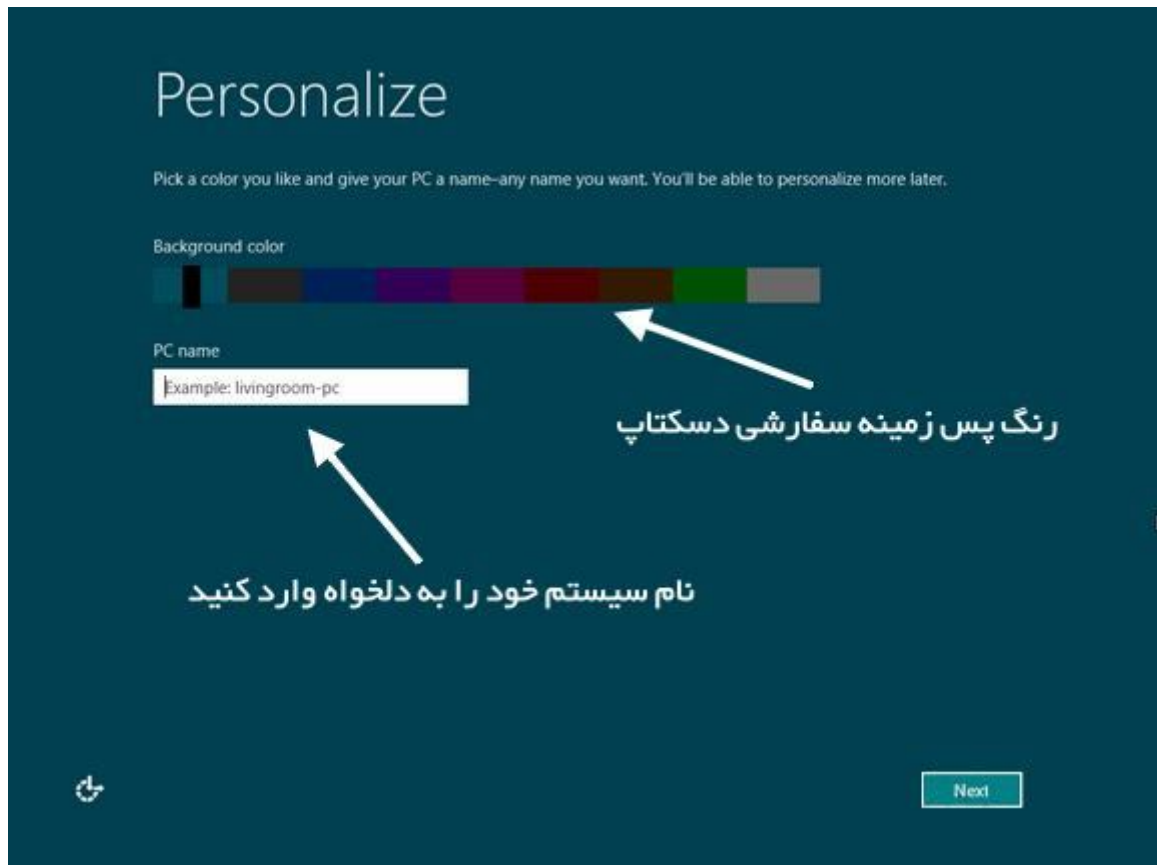 Personalize
Pick a color you like and give your PC a name–any name you want. You'll be able to personalize more later.
Background color
PC name
Example: livingroom-pc
رنگ پس زمینه سفارشی دسکتاپ
نام سیستم خود را به دلخواه وارد کنید
Next